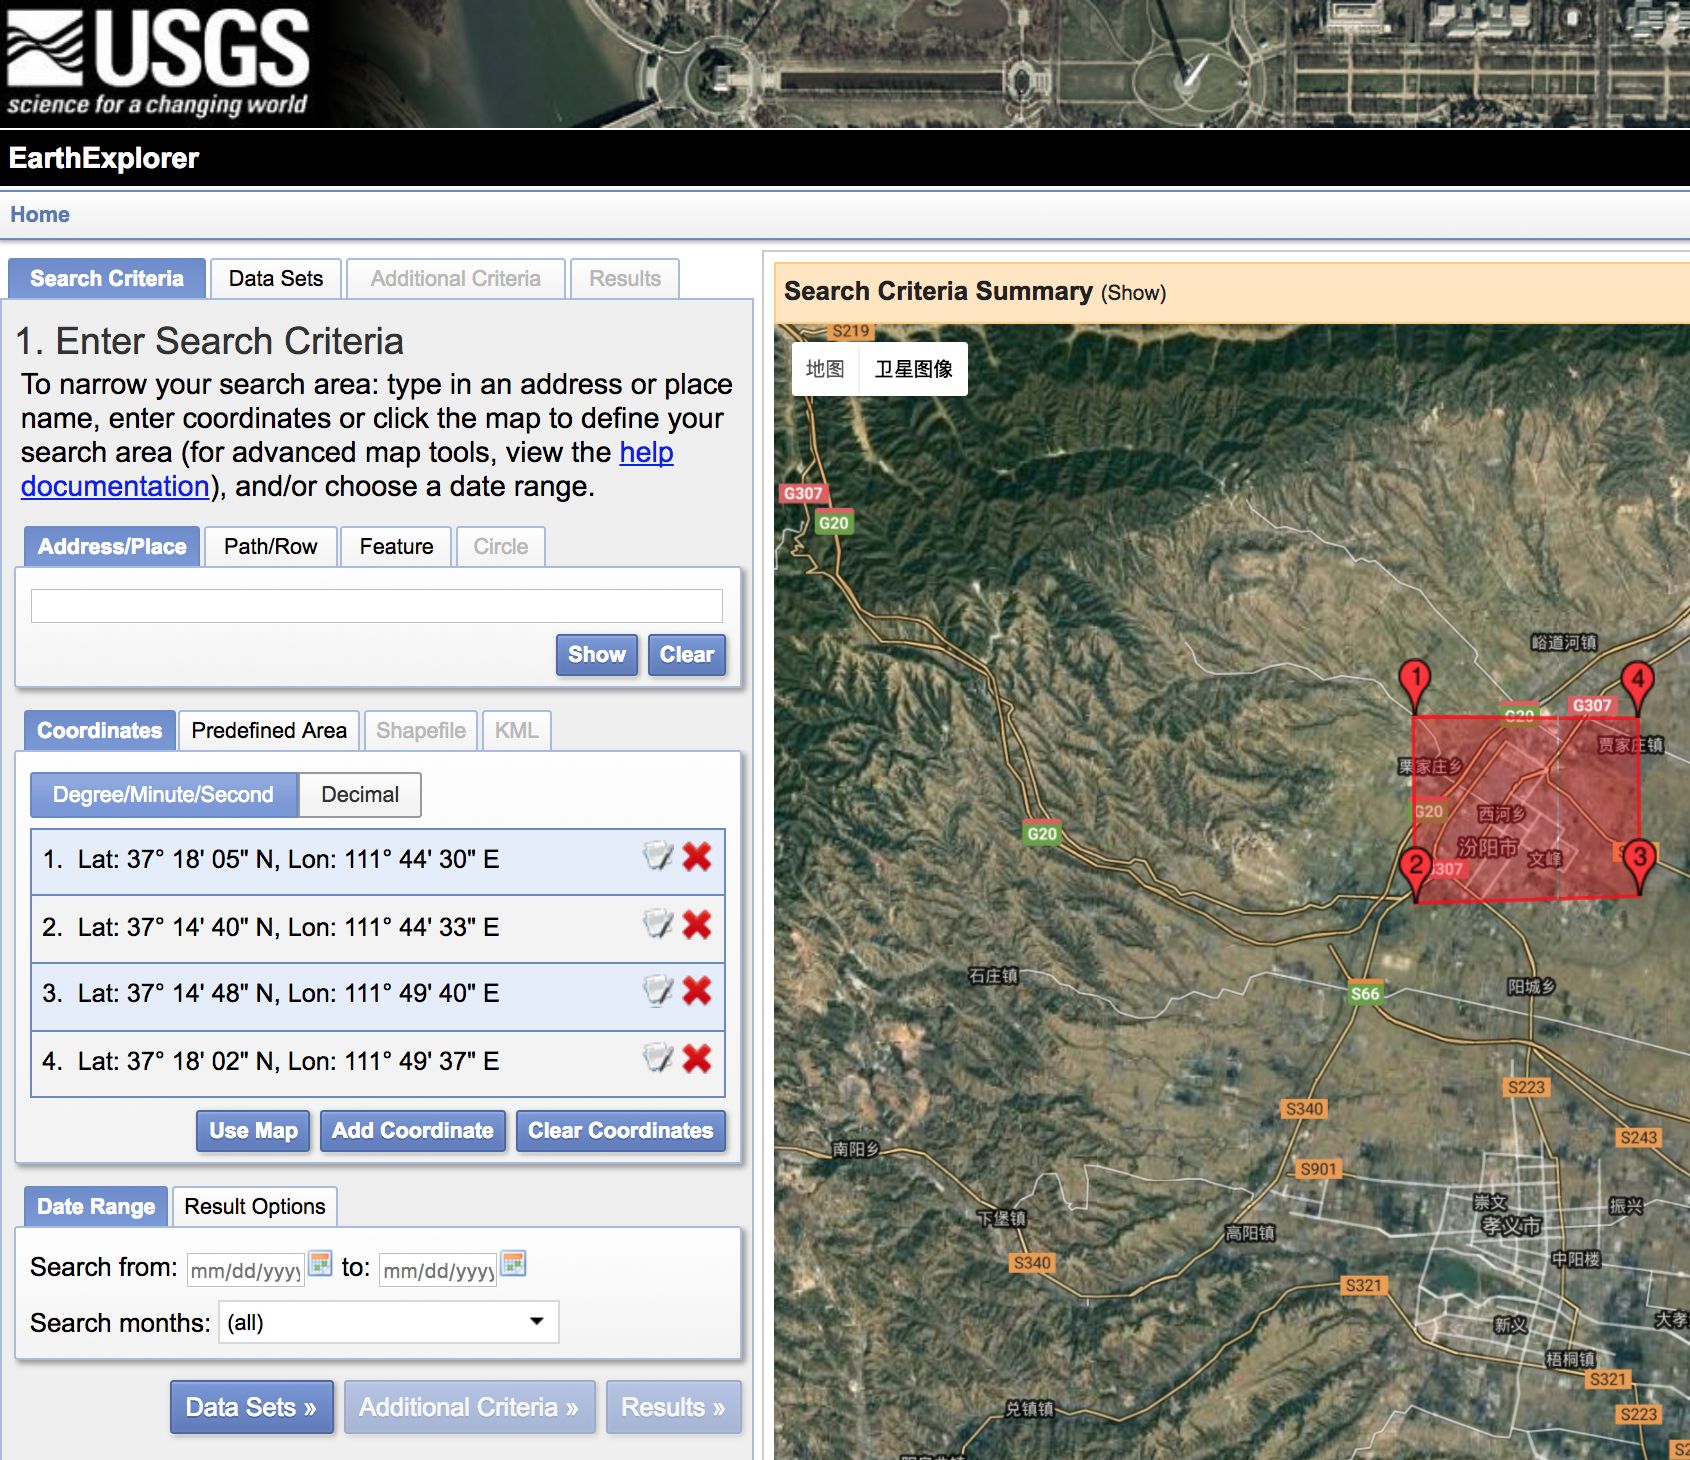 USGS
science for a changing world
EarthExplorer
Home
Search Criteria
Data Sets
Additional Criteria
Results
1. Enter Search Criteria
To narrow your search area: type in an address or place
name, enter coordinates or click the map to define your
search area (for advanced map tools, view the help
documentation), and/or choose a date range.
Address/Place
Path/Row
Feature
Circle
Show
Clear
Coordinates
Predefined Area
Shapefile
KML
Degree/Minute/Second
Decimal
1. Lat: 37° 18' 05" N, Lon: 111° 44' 30" E
2. Lat: 37° 14' 40" N, Lon: 111° 44' 33" E
3. Lat: 37° 14' 48" N, Lon: 111° 49' 40" E
4. Lat: 37° 18' 02" N, Lon: 111° 49' 37" E
Use Map
Add Coordinate
Clear Coordinates
Date Range
Result Options
Search from: mm/dd/yyyy to: mm/dd/yyyy
Search months: (all)
Data Sets »
Additional Criteria »
Results »
Search Criteria Summary (Show)
S219
地图
卫星图像
G307
G20
峪道河镇
1
4
G307
G20
贾家庄镇
栗家庄乡
G20
西河乡
G20
汾阳市
文峰
3
2
307
石庄镇
阳城乡
S66
S223
S340
S243
南阳乡
S901
崇文
振兴
下堡镇
孝义市
高阳镇
中阳楼
S340
S321
新义
大孝
梧桐镇
S321
兑镇镇
S223